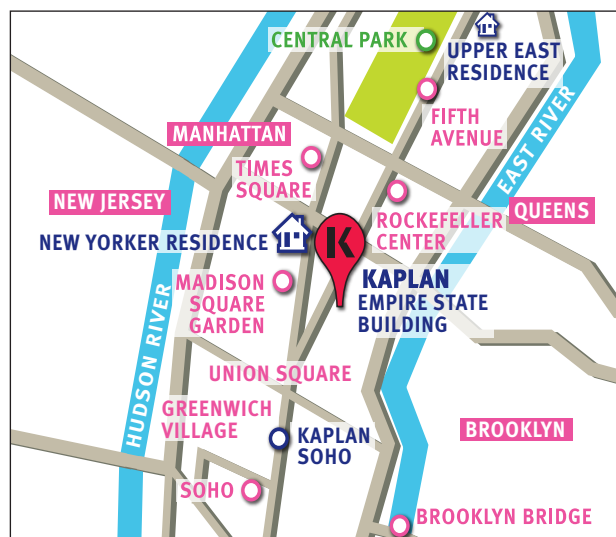 CENTRAL PARK
UPPER EAST
RESIDENCE
FIFTH
AVENUE
MANHATTAN
TIMES
SQUARE
EAST RIVER
NEW JERSEY
ROCKEFELLER
CENTER
QUEENS
NEW YORKER RESIDENCE
K
KAPLAN
EMPIRE STATE
BUILDING
MADISON
SQUARE
GARDEN
HUDSON RIVER
UNION SQUARE
GREENWICH
VILLAGE
KAPLAN
SOHO
BROOKLYN
SOHO
BROOKLYN BRIDGE